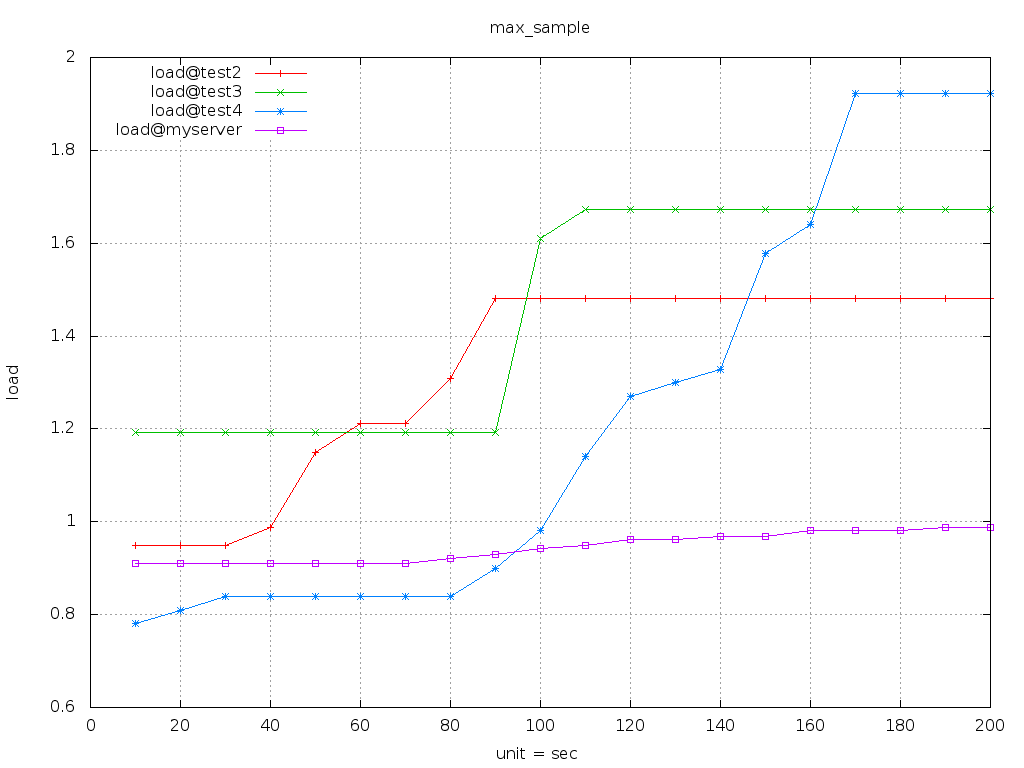 max_sample
load@test2
load@test3
load@test4
load@myserver
2
1.8
1.6
1.4
1.2
1
0.8
0.6
load
0 20 40 60 80 100 120 140 160 180 200
unit = sec